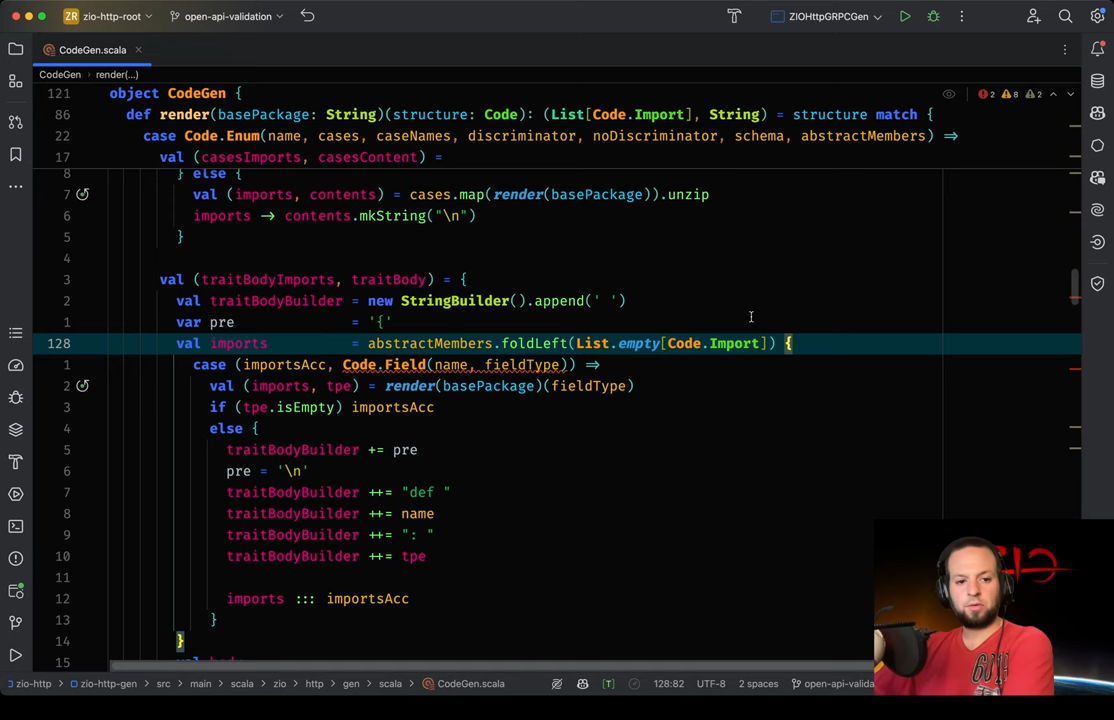 ZR zio-http-root open-api-validation ZIOHttpGRPCGen
CodeGen.scala
CodeGen render(...)
121 object CodeGen { 2 8 2
86 def render(basePackage: String)(structure: Code): (List[Code.Import], String) = structure match {
22 case Code.Enum(name, cases, caseNames, discriminator, noDiscriminator, schema, abstractMembers) =>
17 val (casesImports, casesContent) =
8 } else {
7 val (imports, contents) = cases.map(render(basePackage)).unzip
6 imports -> contents.mkString("\n")
5 }
4
3 val (traitBodyImports, traitBody) = {
2 val traitBodyBuilder = new StringBuilder().append(' ')
1 var pre = '{'
128 val imports = abstractMembers.foldLeft(List.empty[Code.Import]) {
1 case (importsAcc, Code.Field(name, fieldType)) =>
2 val (imports, tpe) = render(basePackage)(fieldType)
3 if (tpe.isEmpty) importsAcc
4 else {
5 traitBodyBuilder += pre
6 pre = '\n'
7 traitBodyBuilder ++= "def "
8 traitBodyBuilder ++= name
9 traitBodyBuilder ++= ": "
10 traitBodyBuilder ++= tpe
11
12 imports ::: importsAcc
13 }
14 }
15
zio-http zio-http-gen src main scala zio http gen scala CodeGen.scala 128:82 UTF-8 2 spaces open-api-valida